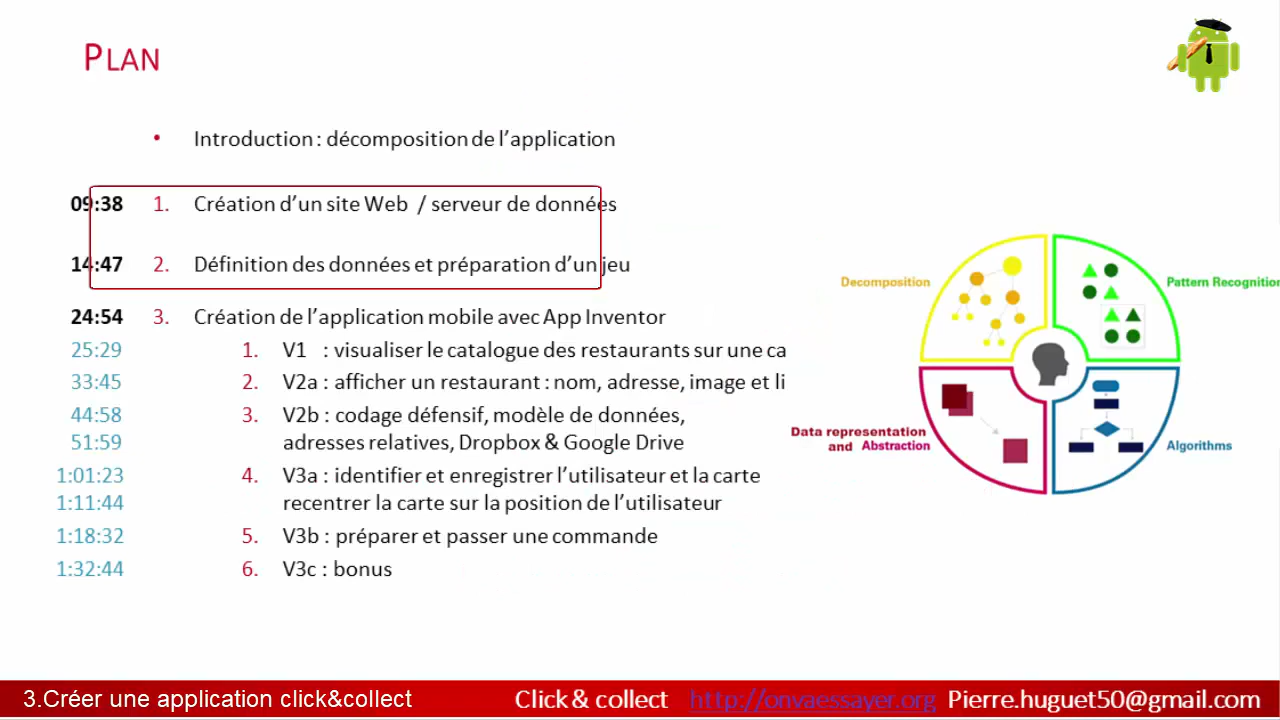 PLAN
• Introduction : décomposition de l'application
09:38 1. Création d'un site Web / serveur de données
14:47 2. Définition des données et préparation d'un jeu
24:54 3. Création de l'application mobile avec App Inventor
25:29 1. V1 : visualiser le catalogue des restaurants sur une ca
33:45 2. V2a : afficher un restaurant : nom, adresse, image et li
44:58 3. V2b : codage défensif, modèle de données,
51:59 adresses relatives, Dropbox & Google Drive
1:01:23 4. V3a : identifier et enregistrer l'utilisateur et la carte
1:11:44 recentrer la carte sur la position de l'utilisateur
1:18:32 5. V3b : préparer et passer une commande
1:32:44 6. V3c : bonus
Decomposition
Pattern Recognition
Data representation
and Abstraction
Algorithms
3.Créer une application click&collect
Click & collect http://onvaessayer.org Pierre.huguet50@gmail.com